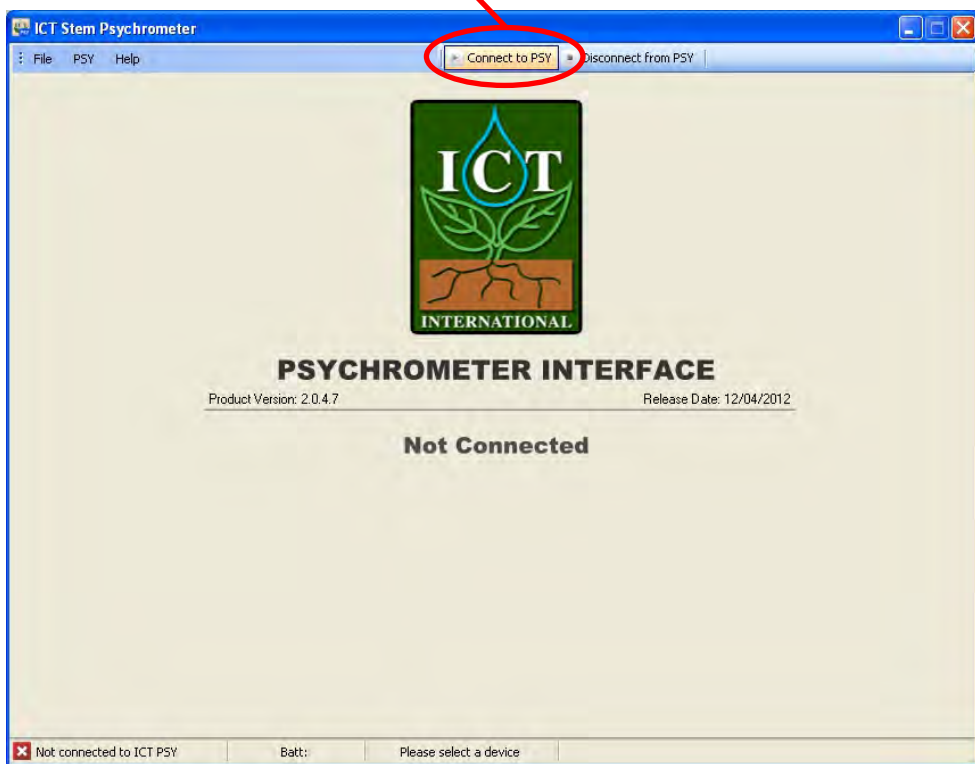 ICT Stem Psychrometer
File PSY Help Connect to PSY Disconnect from PSY
ICT
INTERNATIONAL
PSYCHROMETER INTERFACE
Product Version: 2.0.4.7 Release Date: 12/04/2012
Not Connected
Not connected to ICT PSY Batt: Please select a device